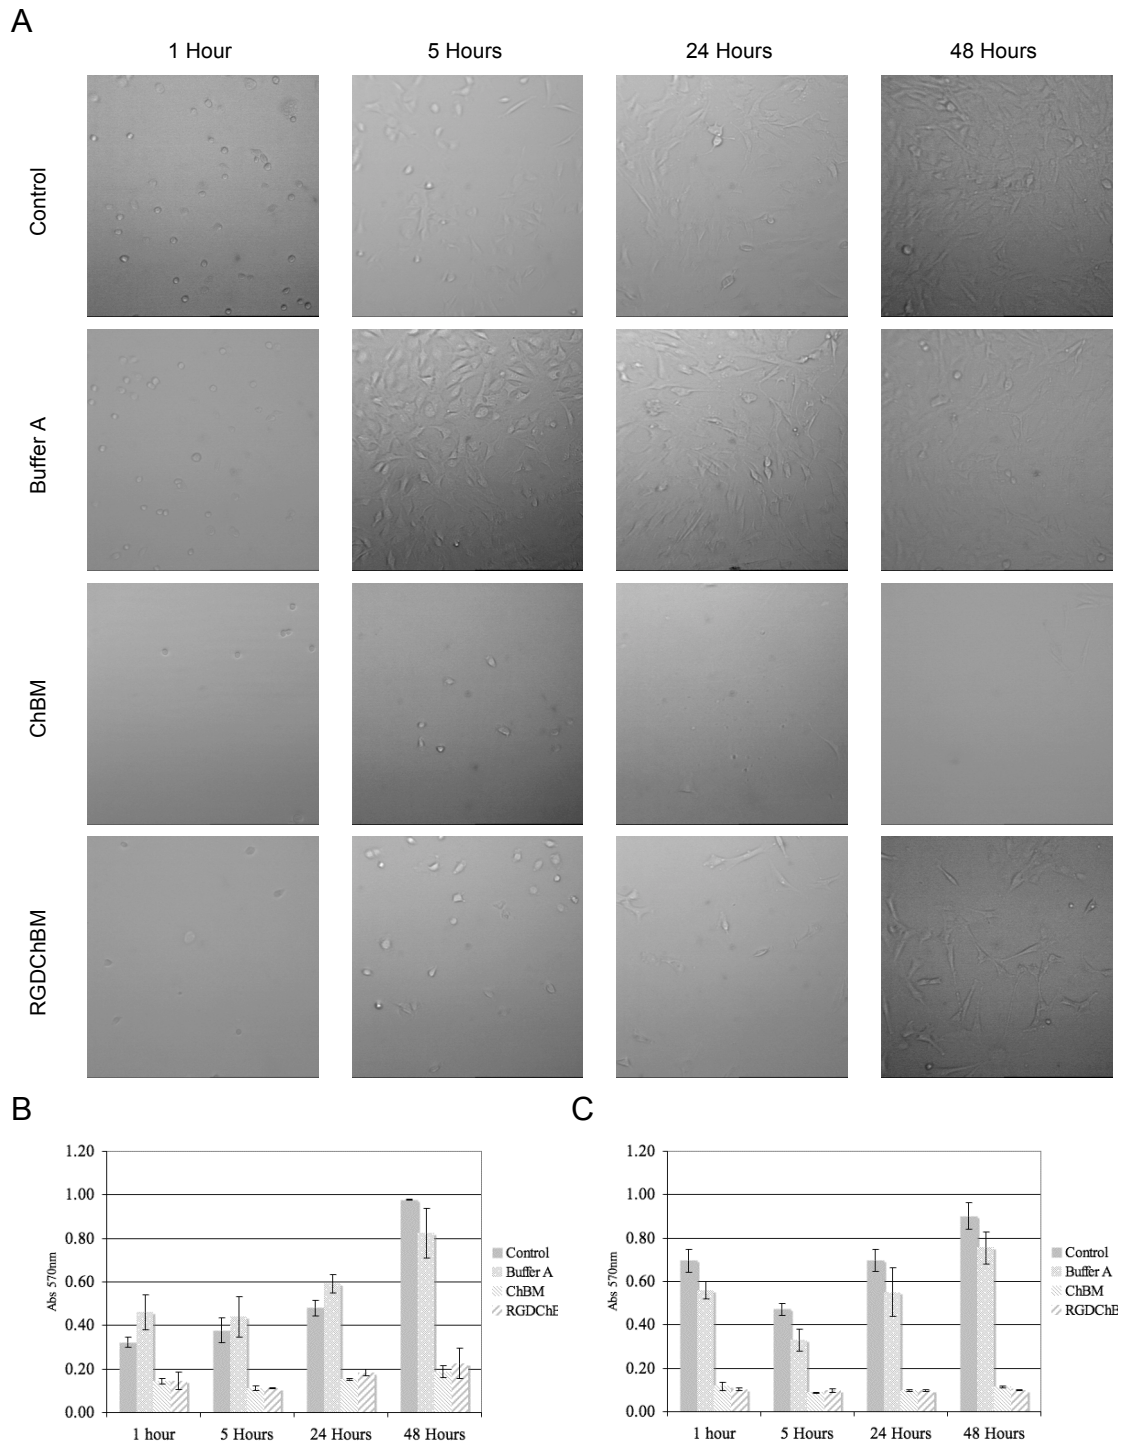 A
1 Hour 5 Hours 24 Hours 48 Hours
Control
Buffer A
ChBM
RGDChBM
B
1.20
1.00
0.80
0.60
0.40
0.20
0.00
Abs 570nm
1 hour 5 Hours 24 Hours 48 Hours
Control
Buffer A
ChBM
RGDChB
C
1.20
1.00
0.80
0.60
0.40
0.20
0.00
Abs 570nm
1 hour 5 Hours 24 Hours 48 Hours
Control
Buffer A
ChBM
RGDChB